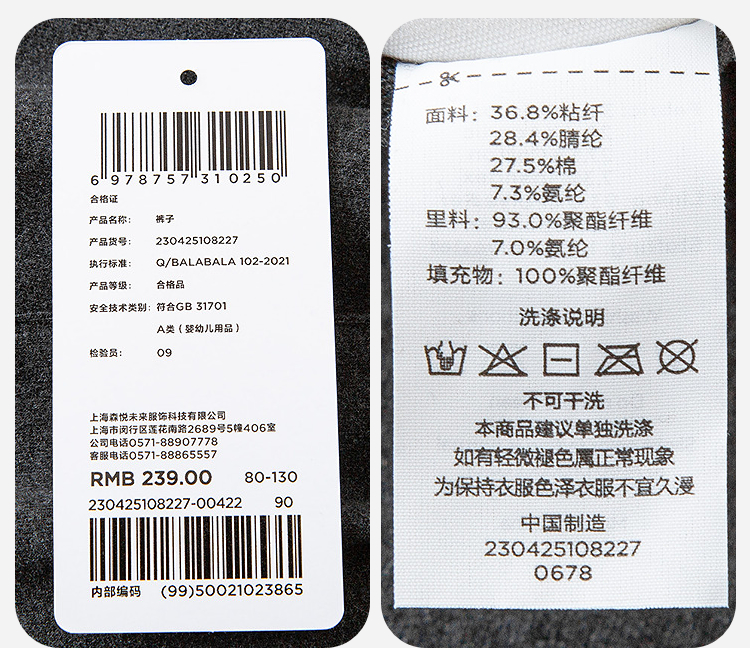 6 978757 310250
合格证
产品名称: 裤子
产品货号: 230425108227
执行标准: Q/BALABALA 102-2021
产品等级: 合格品
安全技术类别: 符合GB 31701
A类（婴幼儿用品）
检验员: 09
上海森悦未来服饰科技有限公司
上海市闵行区莲花南路2689号5幢406室
公司电话0571-88907778
客服电话0571-88865557
RMB 239.00 80-130
230425108227-00422 90
内部编码 (99)50021023865
面料: 36.8%粘纤
28.4%腈纶
27.5%棉
7.3%氨纶
里料: 93.0%聚酯纤维
7.0%氨纶
填充物: 100%聚酯纤维
洗涤说明
不可干洗
本商品建议单独洗涤
如有轻微褪色属正常现象
为保持衣服色泽衣服不宜久浸
中国制造
230425108227
0678